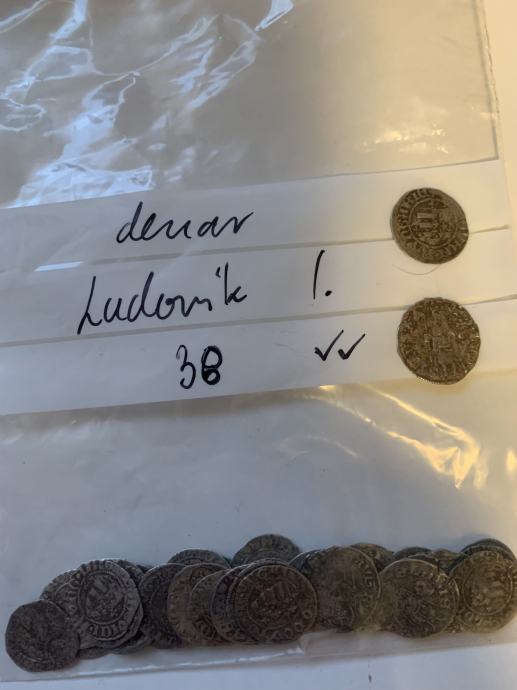 denar
Ludovik I.
38 ✓✓